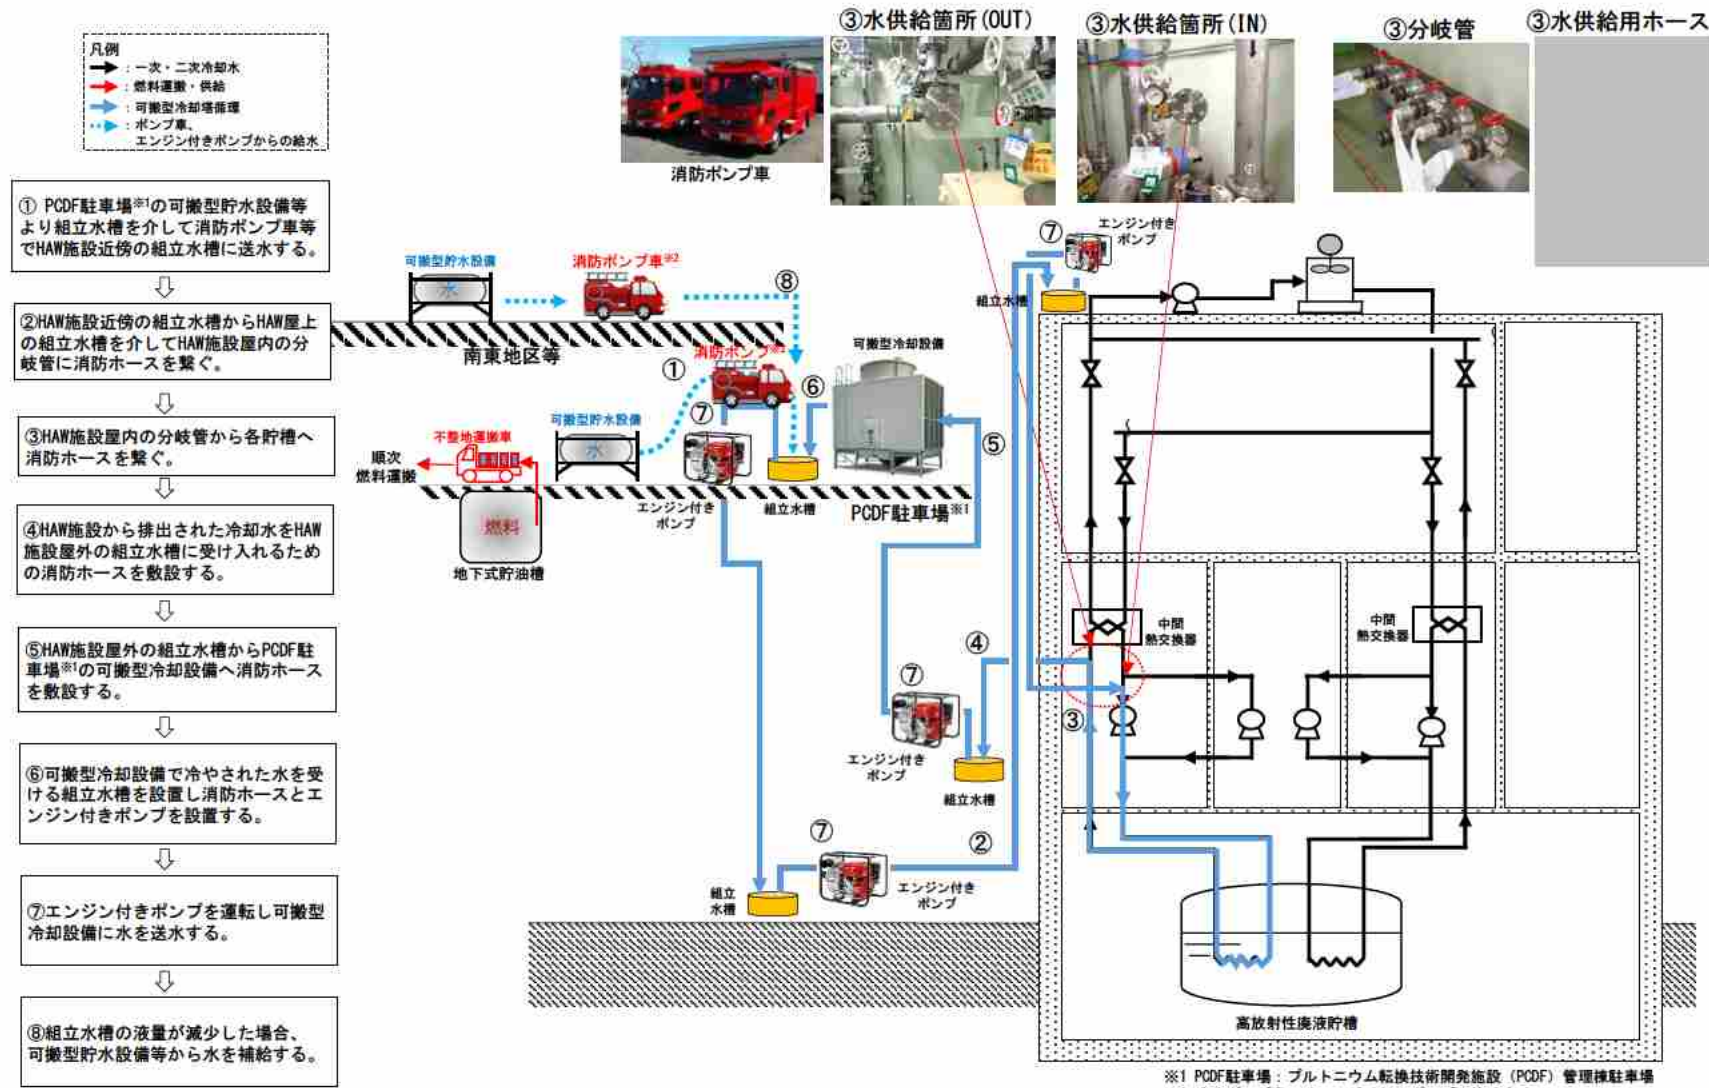 ③水供給箇所(OUT)
③水供給箇所(IN)
③分岐管
③水供給用ホース
凡例
：一次・二次冷却水
：燃料運搬・供給
：可搬型冷却塔循環
：ポンプ車、
エンジン付きポンプからの給水
消防ポンプ車
① PCDF駐車場※1の可搬型貯水設備等
より組立水槽を介して消防ポンプ車等
でHAW施設近傍の組立水槽に送水する。
②HAW施設近傍の組立水槽からHAW屋上
の組立水槽を介してHAW施設屋内の分
岐管に消防ホースを繋ぐ。
③HAW施設屋内の分岐管から各貯槽へ
消防ホースを繋ぐ。
④HAW施設から排出された冷却水をHAW
施設屋外の組立水槽に受け入れるため
の消防ホースを敷設する。
⑤HAW施設屋外の組立水槽からPCDF駐
車場※1の可搬型冷却設備へ消防ホース
を敷設する。
⑥可搬型冷却設備で冷やされた水を受
ける組立水槽を設置し消防ホースとエ
ンジン付きポンプを設置する。
⑦エンジン付きポンプを運転し可搬型
冷却設備に水を送水する。
⑧組立水槽の液量が減少した場合、
可搬型貯水設備等から水を補給する。
可搬型貯水設備
水
消防ポンプ車※2
⑧
南東地区等
消防ポンプ※2
①
⑥
⑦
可搬型冷却設備
可搬型貯水設備
水
不整地運搬車
順次
燃料運搬
燃料
地下式貯油槽
エンジン付き
ポンプ
組立水槽
PCDF駐車場※1
⑤
⑦
エンジン付き
ポンプ
組立水槽
④
⑦
エンジン付き
ポンプ
組立水槽
②
⑦
エンジン付き
ポンプ
組立
水槽
中間
熱交換器
中間
熱交換器
③
高放射性廃液貯槽
※1 PCDF駐車場：プルトニウム転換技術開発施設（PCDF）管理棟駐車場